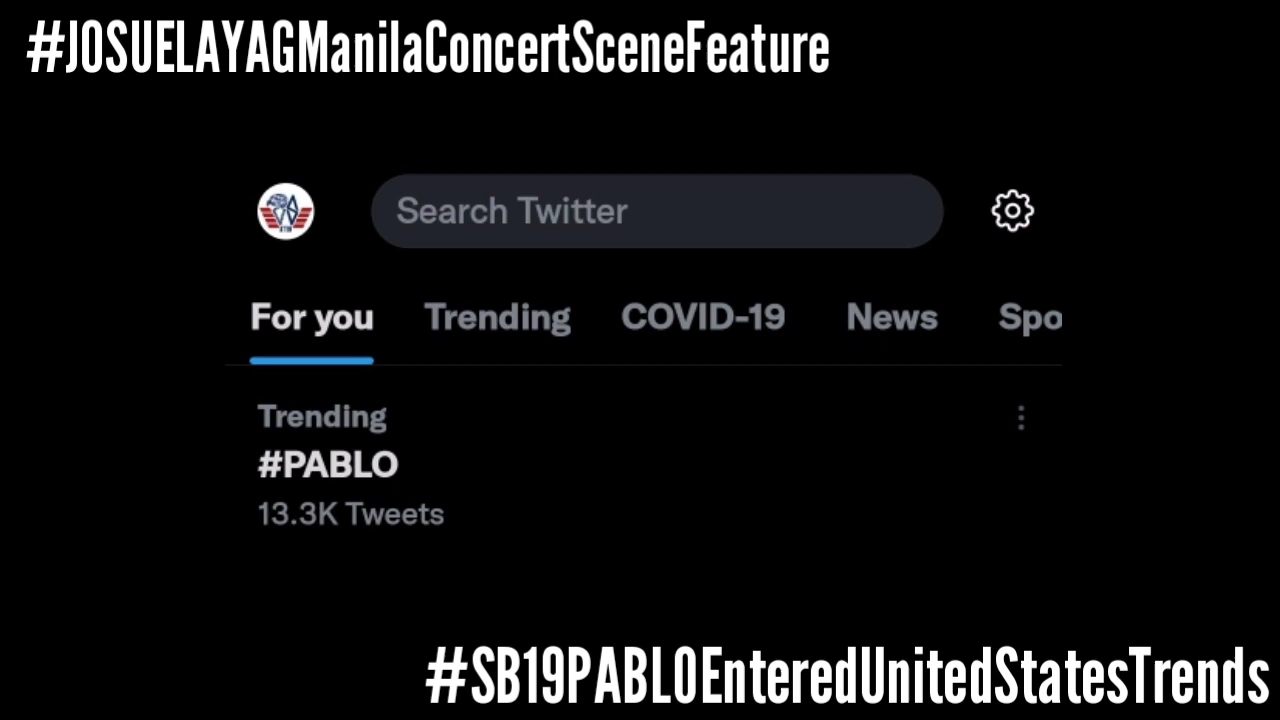 #JOSUELAYAGManilaConcertSceneFeature
Search Twitter
For you Trending COVID-19 News Spo
Trending
#PABLO
13.3K Tweets
#SB19PABLOEnteredUnitedStatesTrends